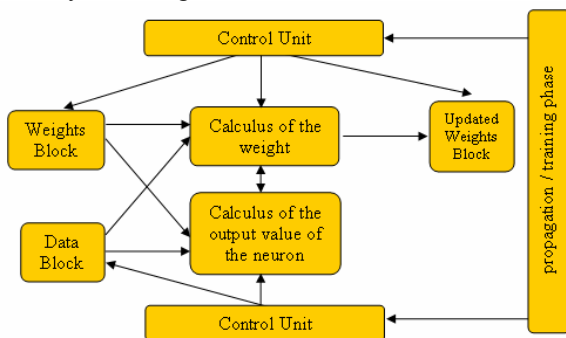 Control Unit
Weights
Block
Calculus of the
weight
Updated
Weights
Block
Calculus of the
output value of
the neuron
Data
Block
Control Unit
propagation / training phase